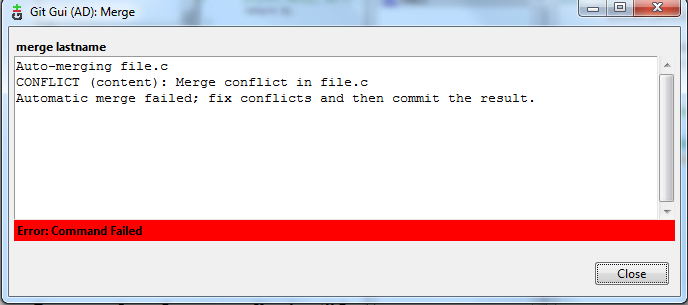 Git Gui (AD): Merge
merge lastname
Auto-merging file.c
CONFLICT (content): Merge conflict in file.c
Automatic merge failed; fix conflicts and then commit the result.
Error: Command Failed
Close